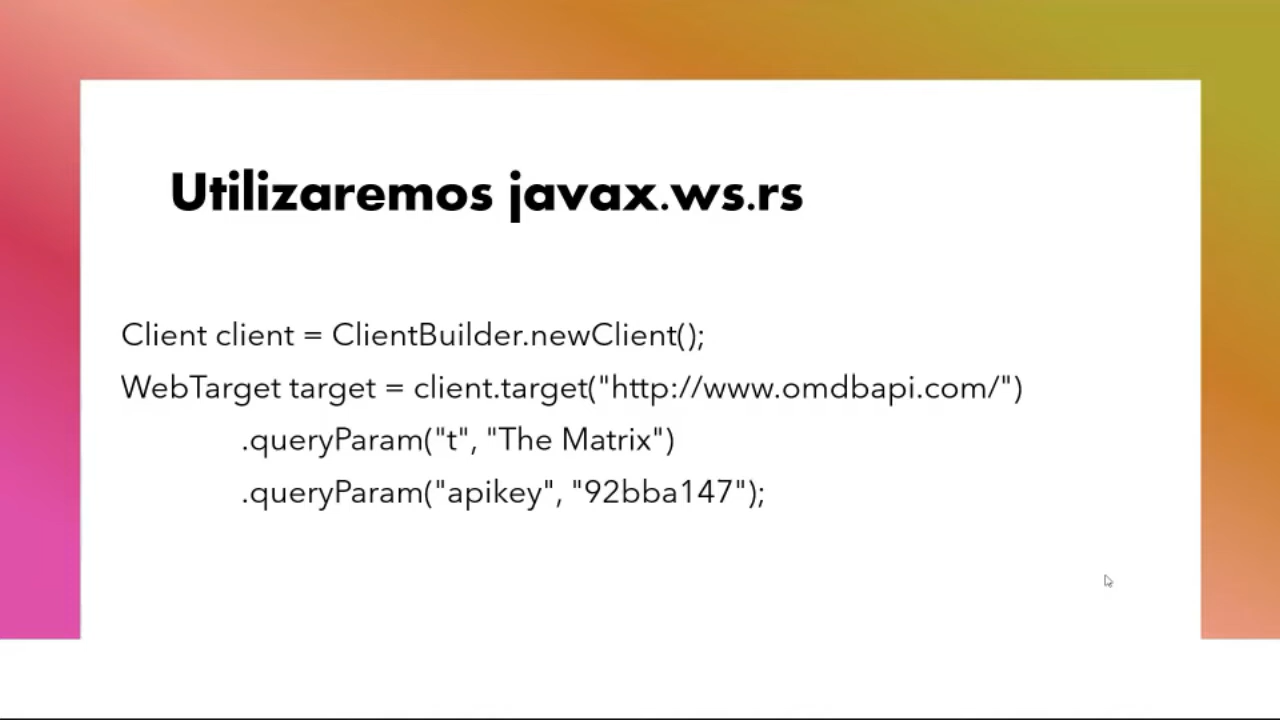 Utilizaremos javax.ws.rs
Client client = ClientBuilder.newClient();
WebTarget target = client.target("http://www.omdbapi.com/")
.queryParam("t", "The Matrix")
.queryParam("apikey", "92bba147");